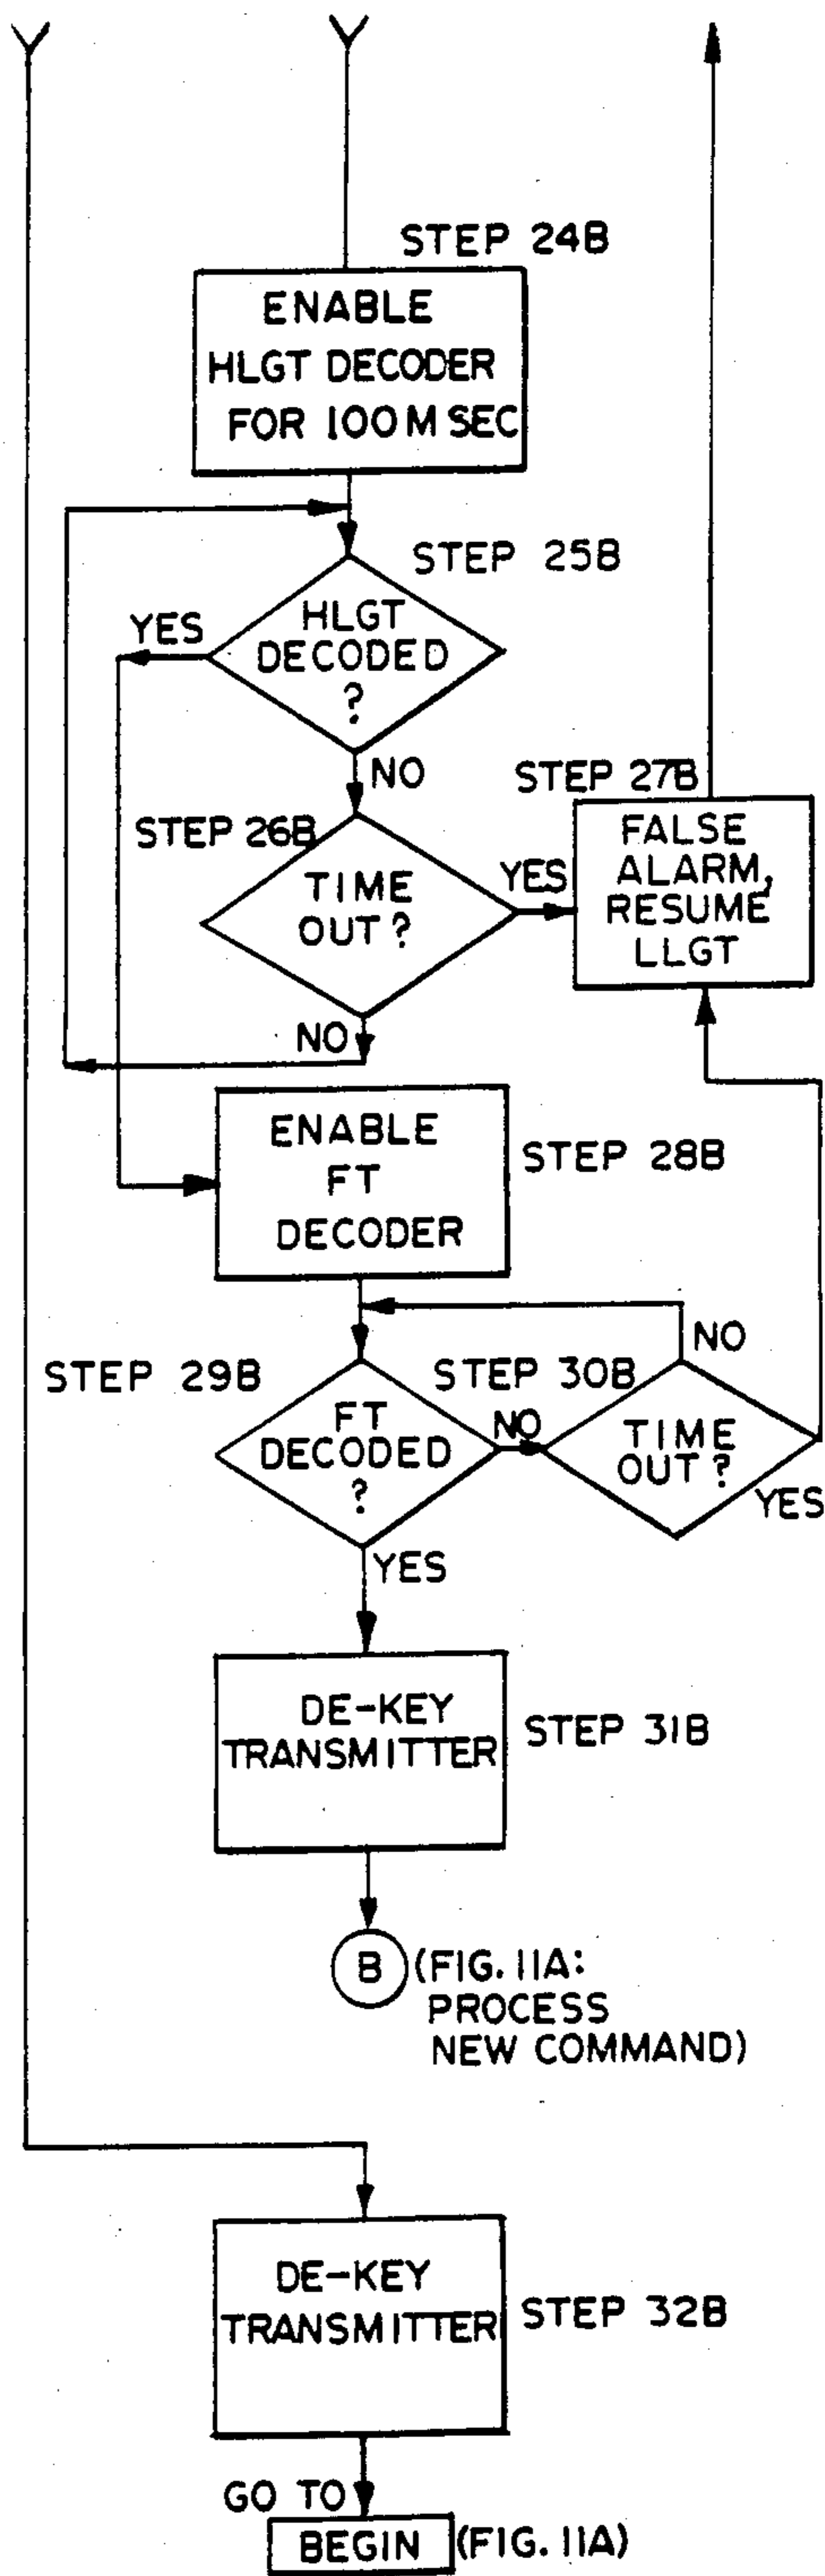 STEP 24B
ENABLE
HLGT DECODER
FOR 100 M SEC
STEP 25B
HLGT
DECODED
?
YES
NO
STEP 26B
TIME
OUT?
YES
NO
STEP 27B
FALSE
ALARM,
RESUME
LLGT
ENABLE
FT
DECODER
STEP 28B
STEP 29B
FT
DECODED
?
NO
YES
STEP 30B
TIME
OUT?
NO
YES
DE-KEY
TRANSMITTER
STEP 31B
B (FIG. 11A:
PROCESS
NEW COMMAND)
DE-KEY
TRANSMITTER
STEP 32B
GO TO
BEGIN (FIG. 11A)